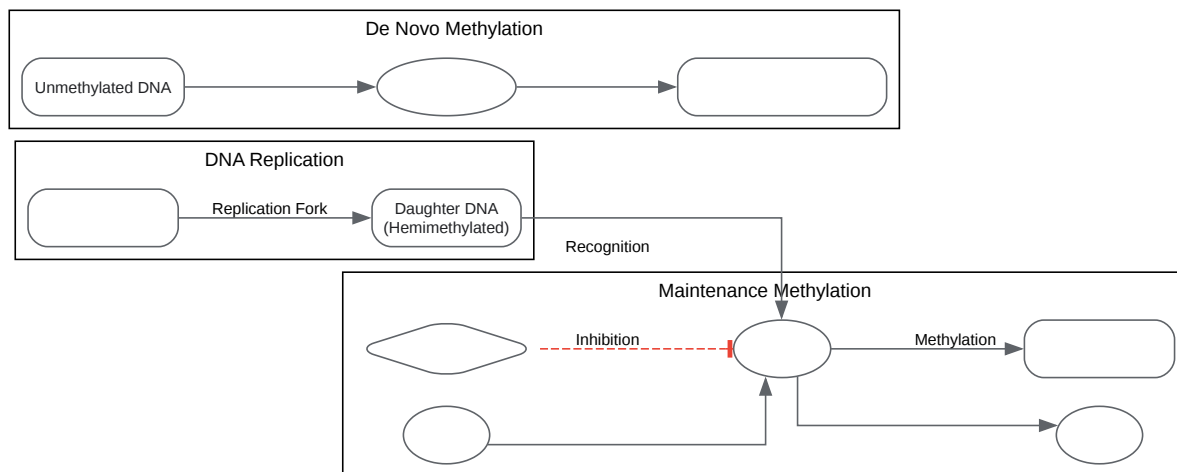 De Novo Methylation
Unmethylated DNA
DNA Replication
Replication Fork
Daughter DNA
(Hemimethylated)
Recognition
Maintenance Methylation
Inhibition
Methylation